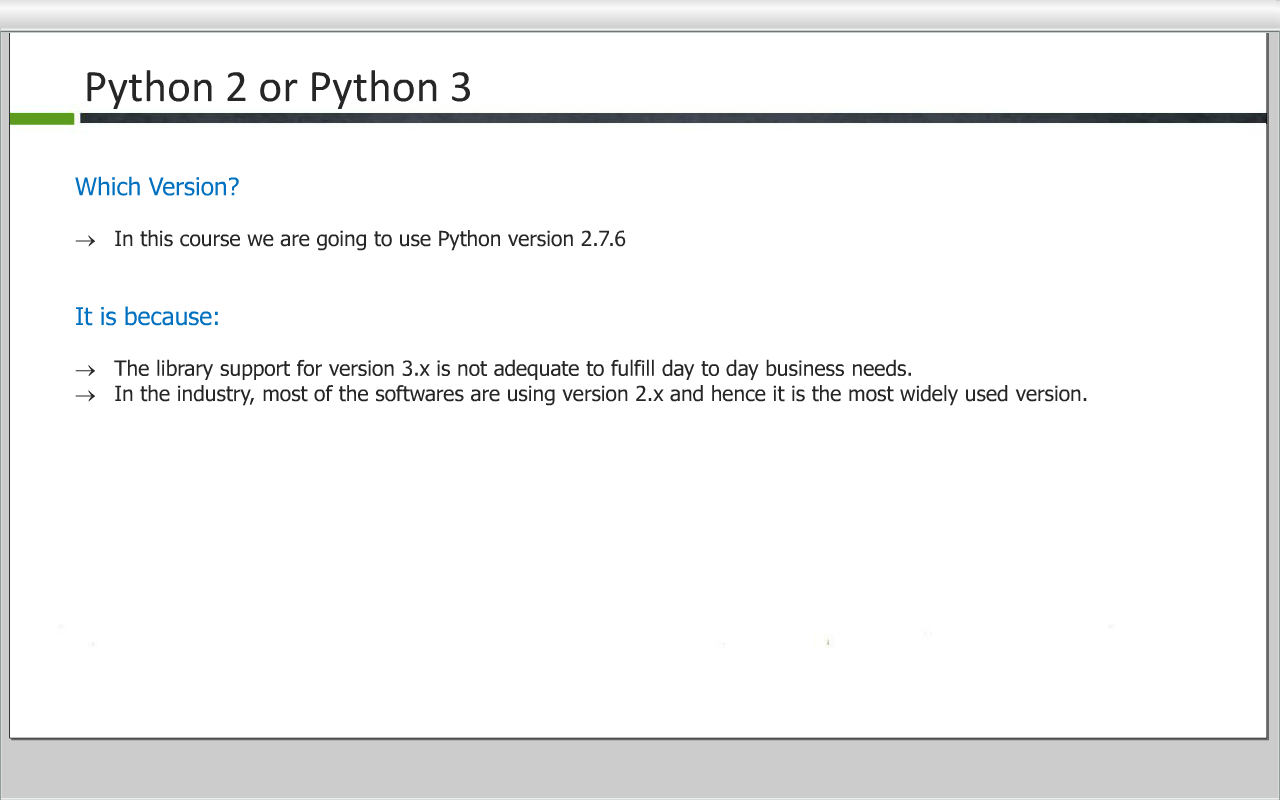 Python 2 or Python 3
Which Version?
→ In this course we are going to use Python version 2.7.6
It is because:
→ The library support for version 3.x is not adequate to fulfill day to day business needs.
→ In the industry, most of the softwares are using version 2.x and hence it is the most widely used version.